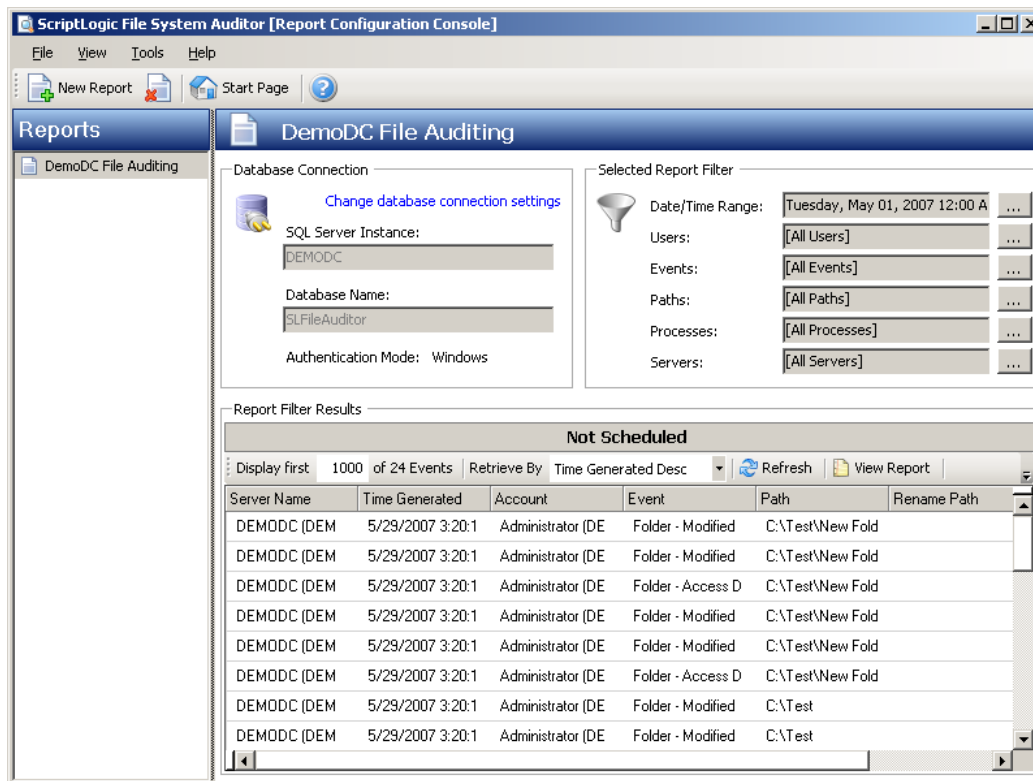 ScriptLogic File System Auditor [Report Configuration Console]
File View Tools Help
New Report Start Page
Reports
DemoDC File Auditing
DemoDC File Auditing
Database Connection
Change database connection settings
SQL Server Instance:
DEMODC
Database Name:
SLFileAuditor
Authentication Mode: Windows
Selected Report Filter
Date/Time Range: Tuesday, May 01, 2007 12:00 A ...
Users: [All Users] ...
Events: [All Events] ...
Paths: [All Paths] ...
Processes: [All Processes] ...
Servers: [All Servers] ...
Report Filter Results
Not Scheduled
Display first 1000 of 24 Events Retrieve By Time Generated Desc Refresh View Report
Server Name Time Generated Account Event Path Rename Path
DEMODC (DEM 5/29/2007 3:20:1 Administrator (DE Folder - Modified C:\Test\New Fold
DEMODC (DEM 5/29/2007 3:20:1 Administrator (DE Folder - Modified C:\Test\New Fold
DEMODC (DEM 5/29/2007 3:20:1 Administrator (DE Folder - Access D C:\Test\New Fold
DEMODC (DEM 5/29/2007 3:20:1 Administrator (DE Folder - Modified C:\Test\New Fold
DEMODC (DEM 5/29/2007 3:20:1 Administrator (DE Folder - Modified C:\Test\New Fold
DEMODC (DEM 5/29/2007 3:20:1 Administrator (DE Folder - Access D C:\Test\New Fold
DEMODC (DEM 5/29/2007 3:20:1 Administrator (DE Folder - Modified C:\Test
DEMODC (DEM 5/29/2007 3:20:1 Administrator (DE Folder - Modified C:\Test